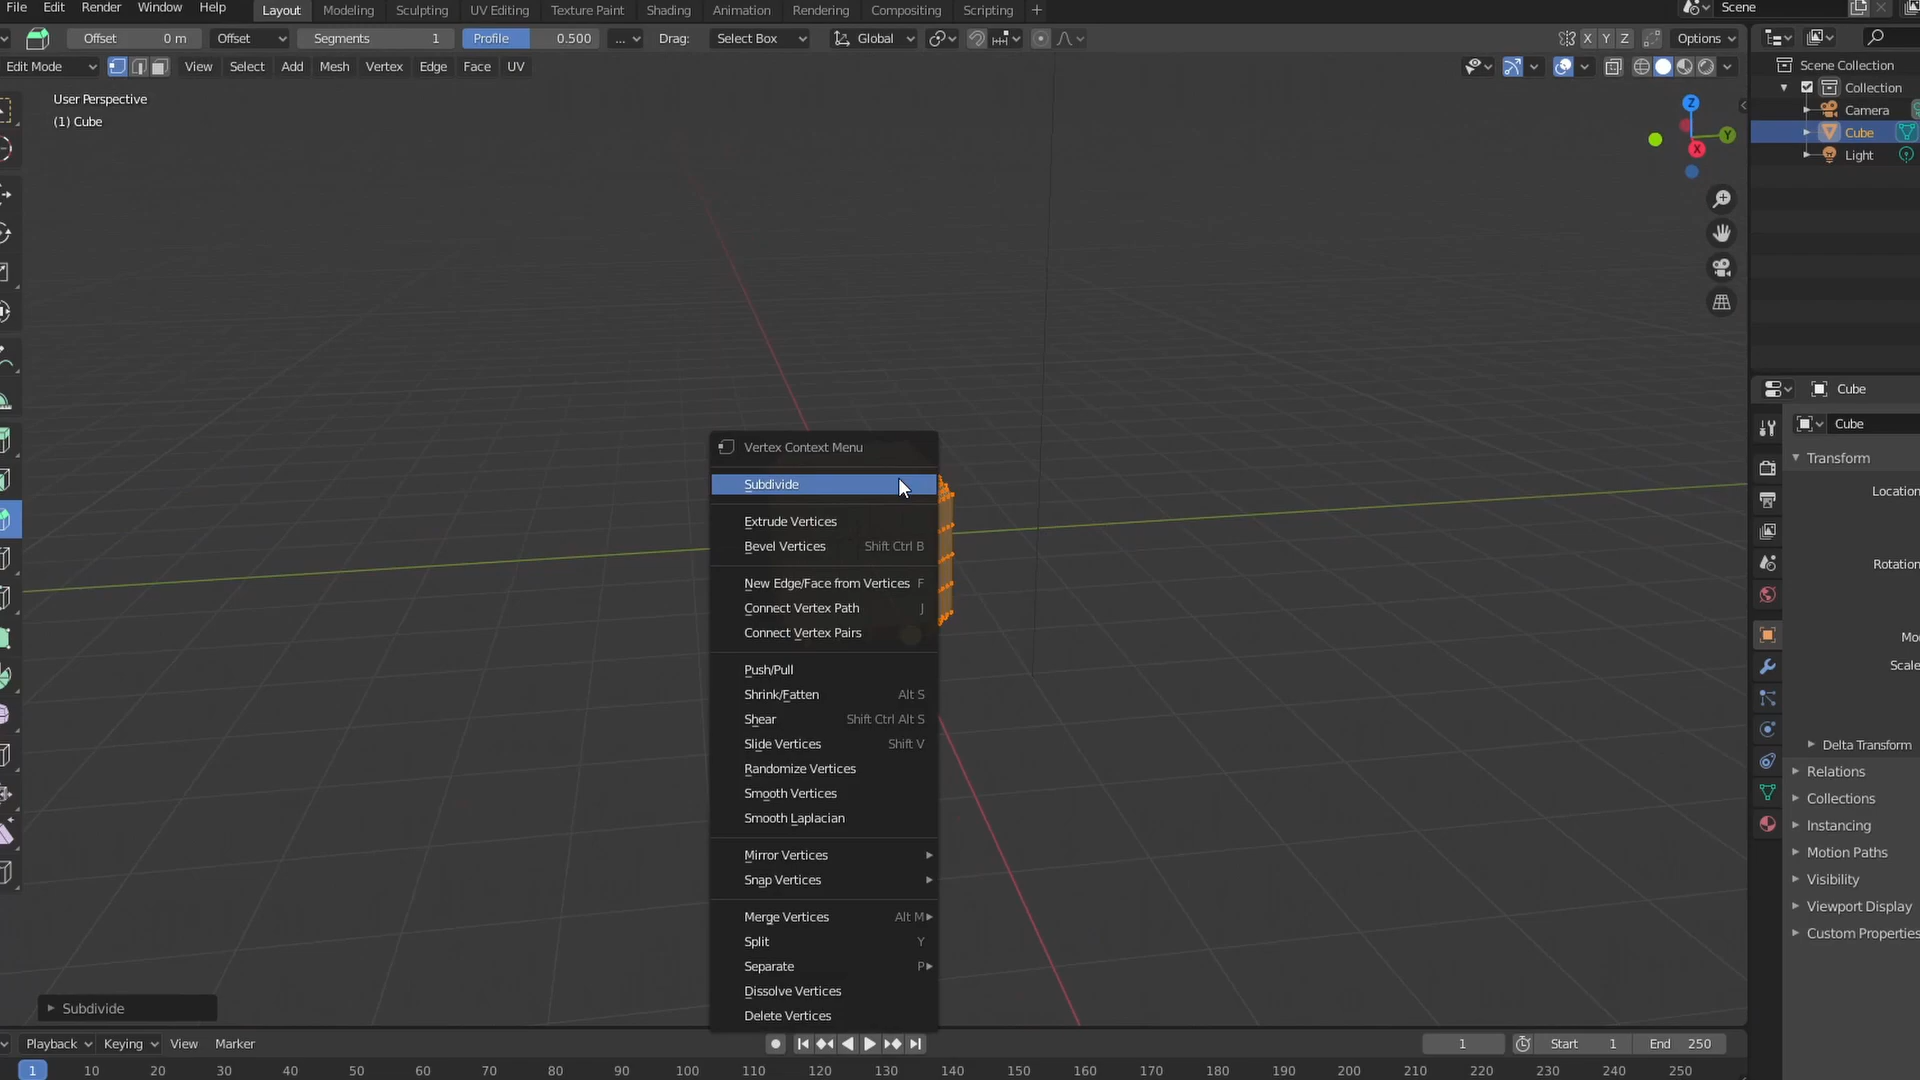 File Edit Render Window Help Layout Modeling Sculpting UV Editing Texture Paint Shading Animation Rendering Compositing Scripting + Scene
Offset 0 m Offset Segments 1 Profile 0.500 ... Drag: Select Box Global X Y Z Options
Edit Mode View Select Add Mesh Vertex Edge Face UV
User Perspective
(1) Cube
Z
Y
X
Scene Collection
Collection
Camera
Cube
Light
Vertex Context Menu
Subdivide
Extrude Vertices
Bevel Vertices Shift Ctrl B
New Edge/Face from Vertices F
Connect Vertex Path J
Connect Vertex Pairs
Push/Pull
Shrink/Fatten Alt S
Shear Shift Ctrl Alt S
Slide Vertices Shift V
Randomize Vertices
Smooth Vertices
Smooth Laplacian
Mirror Vertices
Snap Vertices
Merge Vertices Alt M
Split Y
Separate P
Dissolve Vertices
Delete Vertices
Cube
Cube
Transform
Location
Rotation
Mo
Scale
Delta Transform
Relations
Collections
Instancing
Motion Paths
Visibility
Viewport Display
Custom Properties
Subdivide
Playback Keying View Marker 1 Start 1 End 250
1 10 20 30 40 50 60 70 80 90 100 110 120 130 140 150 160 170 180 190 200 210 220 230 240 250